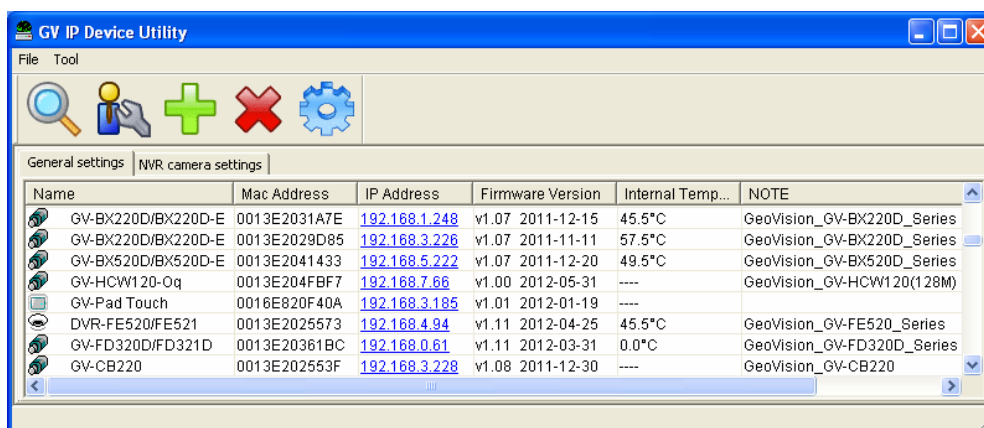 GV IP Device Utility
File Tool
General settings NVR camera settings
Name Mac Address IP Address Firmware Version Internal Temp... NOTE
GV-BX220D/BX220D-E 0013E2031A7E 192.168.1.248 v1.07 2011-12-15 45.5°C GeoVision_GV-BX220D_Series
GV-BX220D/BX220D-E 0013E2029D85 192.168.3.226 v1.07 2011-11-11 57.5°C GeoVision_GV-BX220D_Series
GV-BX520D/BX520D-E 0013E2041433 192.168.5.222 v1.07 2011-12-20 49.5°C GeoVision_GV-BX520D_Series
GV-HCW120-Oq 0013E204FBF7 192.168.7.66 v1.00 2012-05-31 ---- GeoVision_GV-HCW120(128M)
GV-Pad Touch 0016E820F40A 192.168.3.185 v1.01 2012-01-19 ----
DVR-FE520/FE521 0013E2025573 192.168.4.94 v1.11 2012-04-25 45.5°C GeoVision_GV-FE520_Series
GV-FD320D/FD321D 0013E20361BC 192.168.0.61 v1.11 2012-03-31 0.0°C GeoVision_GV-FD320D_Series
GV-CB220 0013E202553F 192.168.3.228 v1.08 2011-12-30 ---- GeoVision_GV-CB220